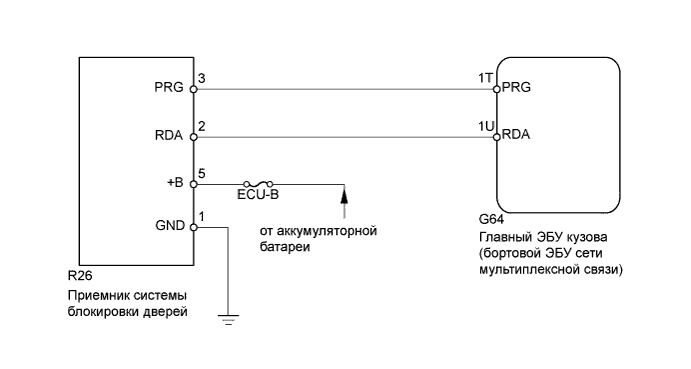 PRG 3
1T PRG
RDA 2
1U RDA
+B 5
ECU-B
GND 1
от аккумуляторной
батареи
R26
Приемник системы
блокировки дверей
G64
Главный ЭБУ кузова
(бортовой ЭБУ сети
мультиплексной связи)